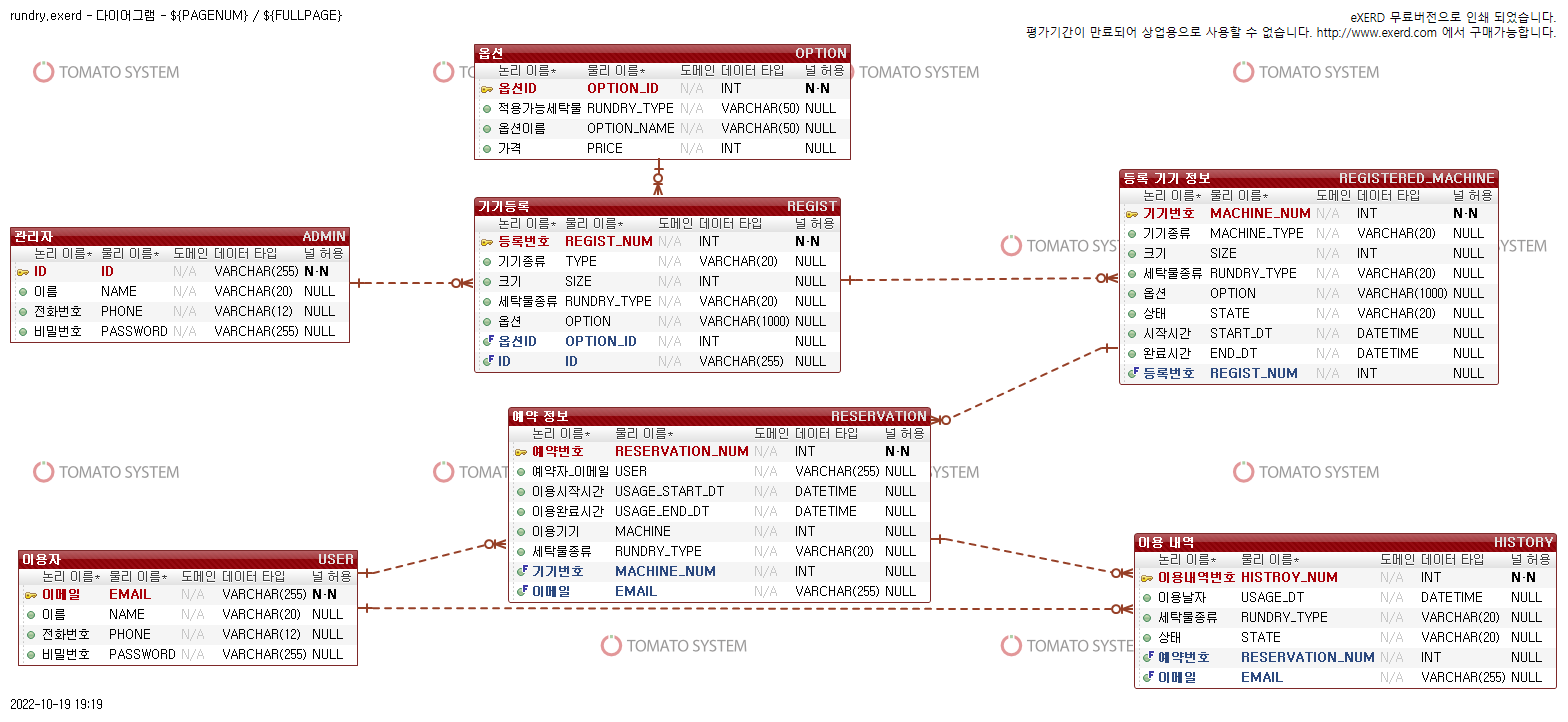 rundry.exerd - 다이어그램 - ${PAGENUM} / ${FULLPAGE}
eXERD 무료버전으로 인쇄 되었습니다.
평가기간이 만료되어 상업용으로 사용할 수 없습니다. http://www.exerd.com 에서 구매가능합니다.
TOMATO SYSTEM
TOMATO SYSTEM
TOMATO SYSTEM
옵션 OPTION
논리 이름* 물리 이름* 도메인 데이터 타입 널 허용
옵션ID OPTION_ID N/A INT N·N
적용가능세탁물 RUNDRY_TYPE N/A VARCHAR(50) NULL
옵션이름 OPTION_NAME N/A VARCHAR(50) NULL
가격 PRICE N/A INT NULL
기기등록 REGIST
논리 이름* 물리 이름* 도메인 데이터 타입 널 허용
등록번호 REGIST_NUM N/A INT N·N
기기종류 TYPE N/A VARCHAR(20) NULL
크기 SIZE N/A INT NULL
세탁물종류 RUNDRY_TYPE N/A VARCHAR(20) NULL
옵션 OPTION N/A VARCHAR(1000) NULL
옵션ID OPTION_ID N/A INT NULL
ID ID N/A VARCHAR(255) NULL
등록 기기 정보 REGISTERED_MACHINE
논리 이름* 물리 이름* 도메인 데이터 타입 널 허용
기기번호 MACHINE_NUM N/A INT N·N
기기종류 MACHINE_TYPE N/A VARCHAR(20) NULL
크기 SIZE N/A INT NULL
세탁물종류 RUNDRY_TYPE N/A VARCHAR(20) NULL
옵션 OPTION N/A VARCHAR(1000) NULL
상태 STATE N/A VARCHAR(20) NULL
시작시간 START_DT N/A DATETIME NULL
완료시간 END_DT N/A DATETIME NULL
등록번호 REGIST_NUM N/A INT NULL
TOMATO SYST
YSTEM
관리자 ADMIN
논리 이름* 물리 이름* 도메인 데이터 타입 널 허용
ID ID N/A VARCHAR(255) N·N
이름 NAME N/A VARCHAR(20) NULL
전화번호 PHONE N/A VARCHAR(12) NULL
비밀번호 PASSWORD N/A VARCHAR(255) NULL
예약 정보 RESERVATION
논리 이름* 물리 이름* 도메인 데이터 타입 널 허용
예약번호 RESERVATION_NUM N/A INT N·N
예약자_이메일 USER N/A VARCHAR(255) NULL
이용시작시간 USAGE_START_DT N/A DATETIME NULL
이용완료시간 USAGE_END_DT N/A DATETIME NULL
이용기기 MACHINE N/A INT NULL
세탁물종류 RUNDRY_TYPE N/A VARCHAR(20) NULL
기기번호 MACHINE_NUM N/A INT NULL
이메일 EMAIL N/A VARCHAR(255) NULL
TOMATO SYSTEM
TOMAT
SYSTEM
TOMATO SYSTEM
이용자 USER
논리 이름* 물리 이름* 도메인 데이터 타입 널 허용
이메일 EMAIL N/A VARCHAR(255) N·N
이름 NAME N/A VARCHAR(20) NULL
전화번호 PHONE N/A VARCHAR(12) NULL
비밀번호 PASSWORD N/A VARCHAR(255) NULL
이용 내역 HISTORY
논리 이름* 물리 이름* 도메인 데이터 타입 널 허용
이용내역번호 HISTROY_NUM N/A INT N·N
이용날자 USAGE_DT N/A DATETIME NULL
세탁물종류 RUNDRY_TYPE N/A VARCHAR(20) NULL
상태 STATE N/A VARCHAR(20) NULL
예약번호 RESERVATION_NUM N/A INT NULL
이메일 EMAIL N/A VARCHAR(255) NULL
TOMATO SYSTEM
TOMATO SYSTE
2022-10-19 19:19